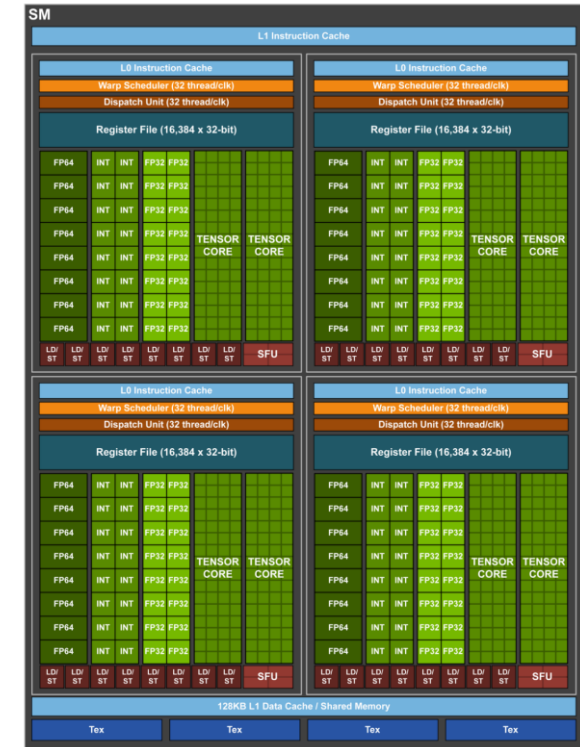 SM
L1 Instruction Cache
L0 Instruction Cache
Warp Scheduler (32 thread/clk)
Dispatch Unit (32 thread/clk)
Register File (16,384 x 32-bit)
FP64 INT INT FP32 FP32
FP64 INT INT FP32 FP32
FP64 INT INT FP32 FP32
FP64 INT INT FP32 FP32
TENSOR TENSOR
CORE CORE
FP64 INT INT FP32 FP32
FP64 INT INT FP32 FP32
FP64 INT INT FP32 FP32
FP64 INT INT FP32 FP32
LD/ LD/ LD/ LD/ LD/ LD/ LD/ LD/
ST ST ST ST ST ST ST ST
SFU
L0 Instruction Cache
Warp Scheduler (32 thread/clk)
Dispatch Unit (32 thread/clk)
Register File (16,384 x 32-bit)
FP64 INT INT FP32 FP32
FP64 INT INT FP32 FP32
FP64 INT INT FP32 FP32
FP64 INT INT FP32 FP32
TENSOR TENSOR
CORE CORE
FP64 INT INT FP32 FP32
FP64 INT INT FP32 FP32
FP64 INT INT FP32 FP32
FP64 INT INT FP32 FP32
LD/ LD/ LD/ LD/ LD/ LD/ LD/ LD/
ST ST ST ST ST ST ST ST
SFU
L0 Instruction Cache
Warp Scheduler (32 thread/clk)
Dispatch Unit (32 thread/clk)
Register File (16,384 x 32-bit)
FP64 INT INT FP32 FP32
FP64 INT INT FP32 FP32
FP64 INT INT FP32 FP32
FP64 INT INT FP32 FP32
TENSOR TENSOR
CORE CORE
FP64 INT INT FP32 FP32
FP64 INT INT FP32 FP32
FP64 INT INT FP32 FP32
FP64 INT INT FP32 FP32
LD/ LD/ LD/ LD/ LD/ LD/ LD/ LD/
ST ST ST ST ST ST ST ST
SFU
L0 Instruction Cache
Warp Scheduler (32 thread/clk)
Dispatch Unit (32 thread/clk)
Register File (16,384 x 32-bit)
FP64 INT INT FP32 FP32
FP64 INT INT FP32 FP32
FP64 INT INT FP32 FP32
FP64 INT INT FP32 FP32
TENSOR TENSOR
CORE CORE
FP64 INT INT FP32 FP32
FP64 INT INT FP32 FP32
FP64 INT INT FP32 FP32
FP64 INT INT FP32 FP32
LD/ LD/ LD/ LD/ LD/ LD/ LD/ LD/
ST ST ST ST ST ST ST ST
SFU
128KB L1 Data Cache / Shared Memory
Tex Tex Tex Tex